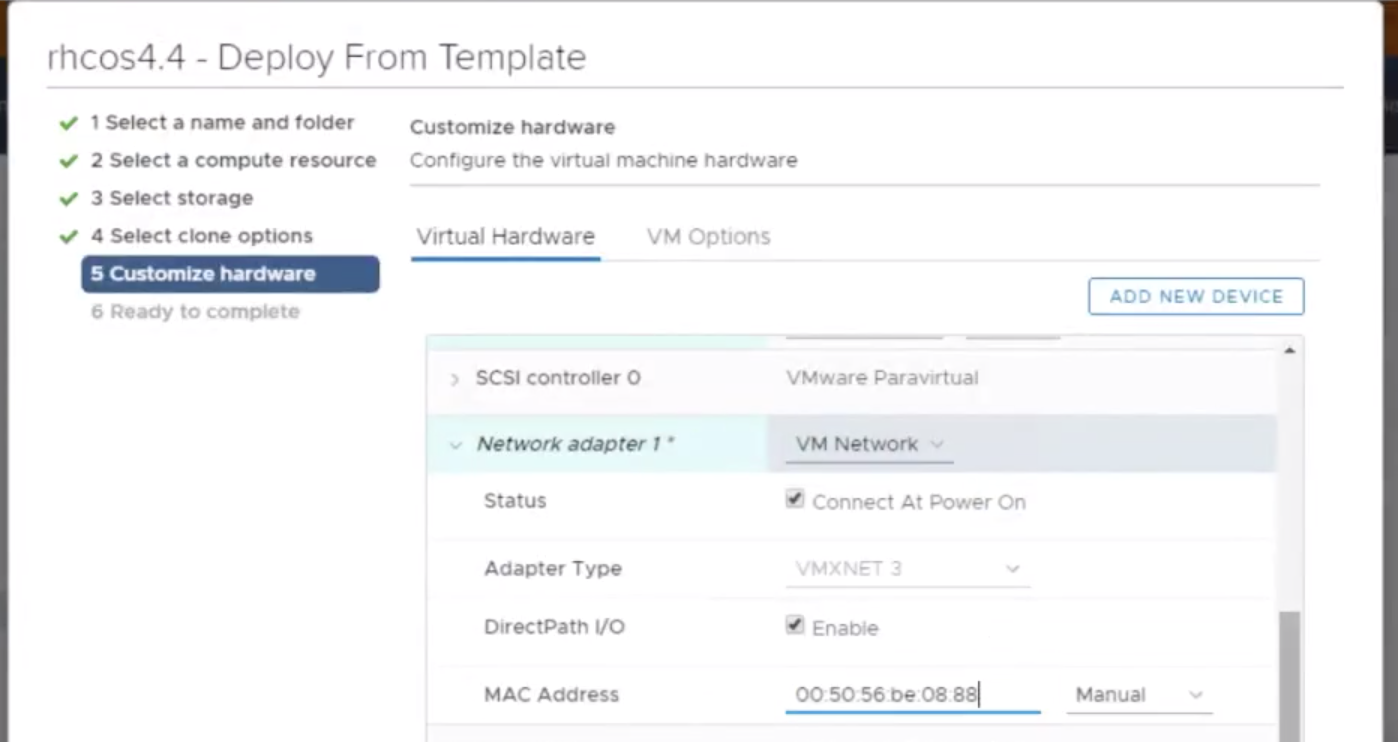 rhcos4.4 - Deploy From Template
1 Select a name and folder
2 Select a compute resource
3 Select storage
4 Select clone options
5 Customize hardware
6 Ready to complete
Customize hardware
Configure the virtual machine hardware
Virtual Hardware VM Options
ADD NEW DEVICE
SCSI controller 0 VMware Paravirtual
Network adapter 1 * VM Network
Status Connect At Power On
Adapter Type VMXNET 3
DirectPath I/O Enable
MAC Address 00:50:56:be:08:88 Manual